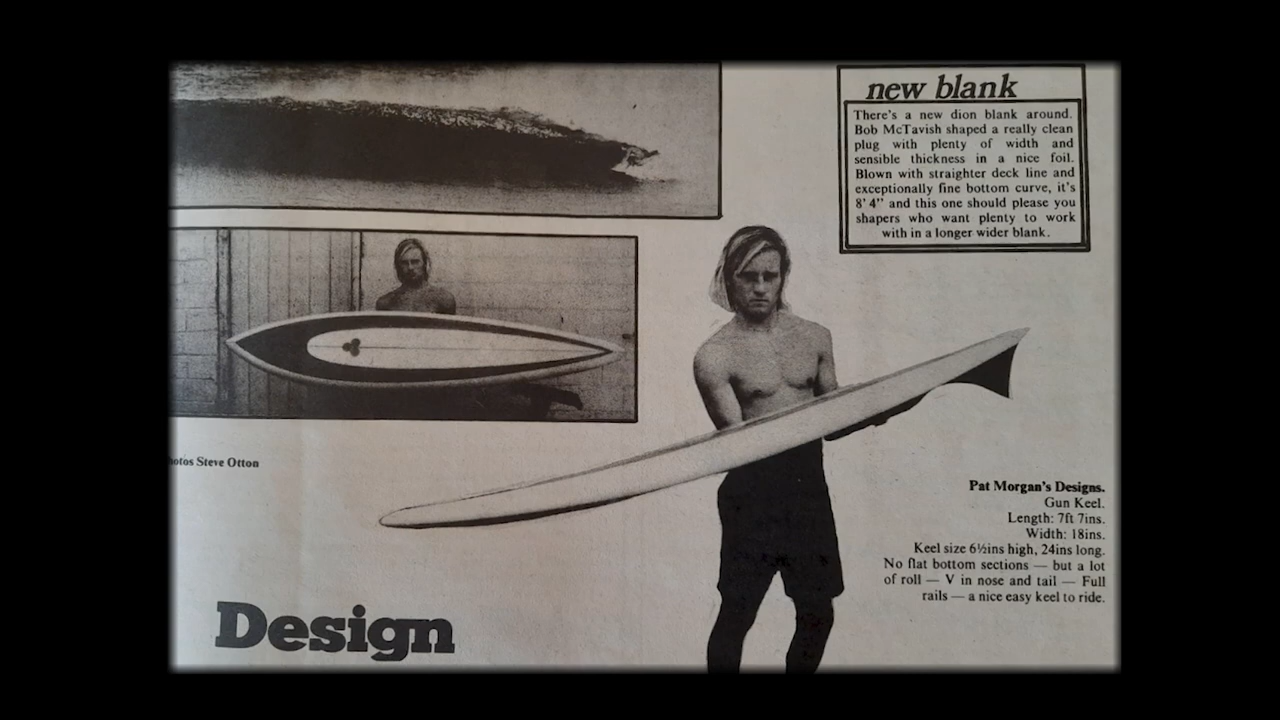 new blank
There's a new dion blank around.
Bob McTavish shaped a really clean
plug with plenty of width and
sensible thickness in a nice foil.
Blown with straighter deck line and
exceptionally fine bottom curve, it's
8' 4" and this one should please you
shapers who want plenty to work
with in a longer wider blank.
hotos Steve Otton
Pat Morgan's Designs.
Gun Keel.
Length: 7ft 7ins.
Width: 18ins.
Keel size 6½ins high, 24ins long.
No flat bottom sections — but a lot
of roll — V in nose and tail — Full
rails — a nice easy keel to ride.
Design